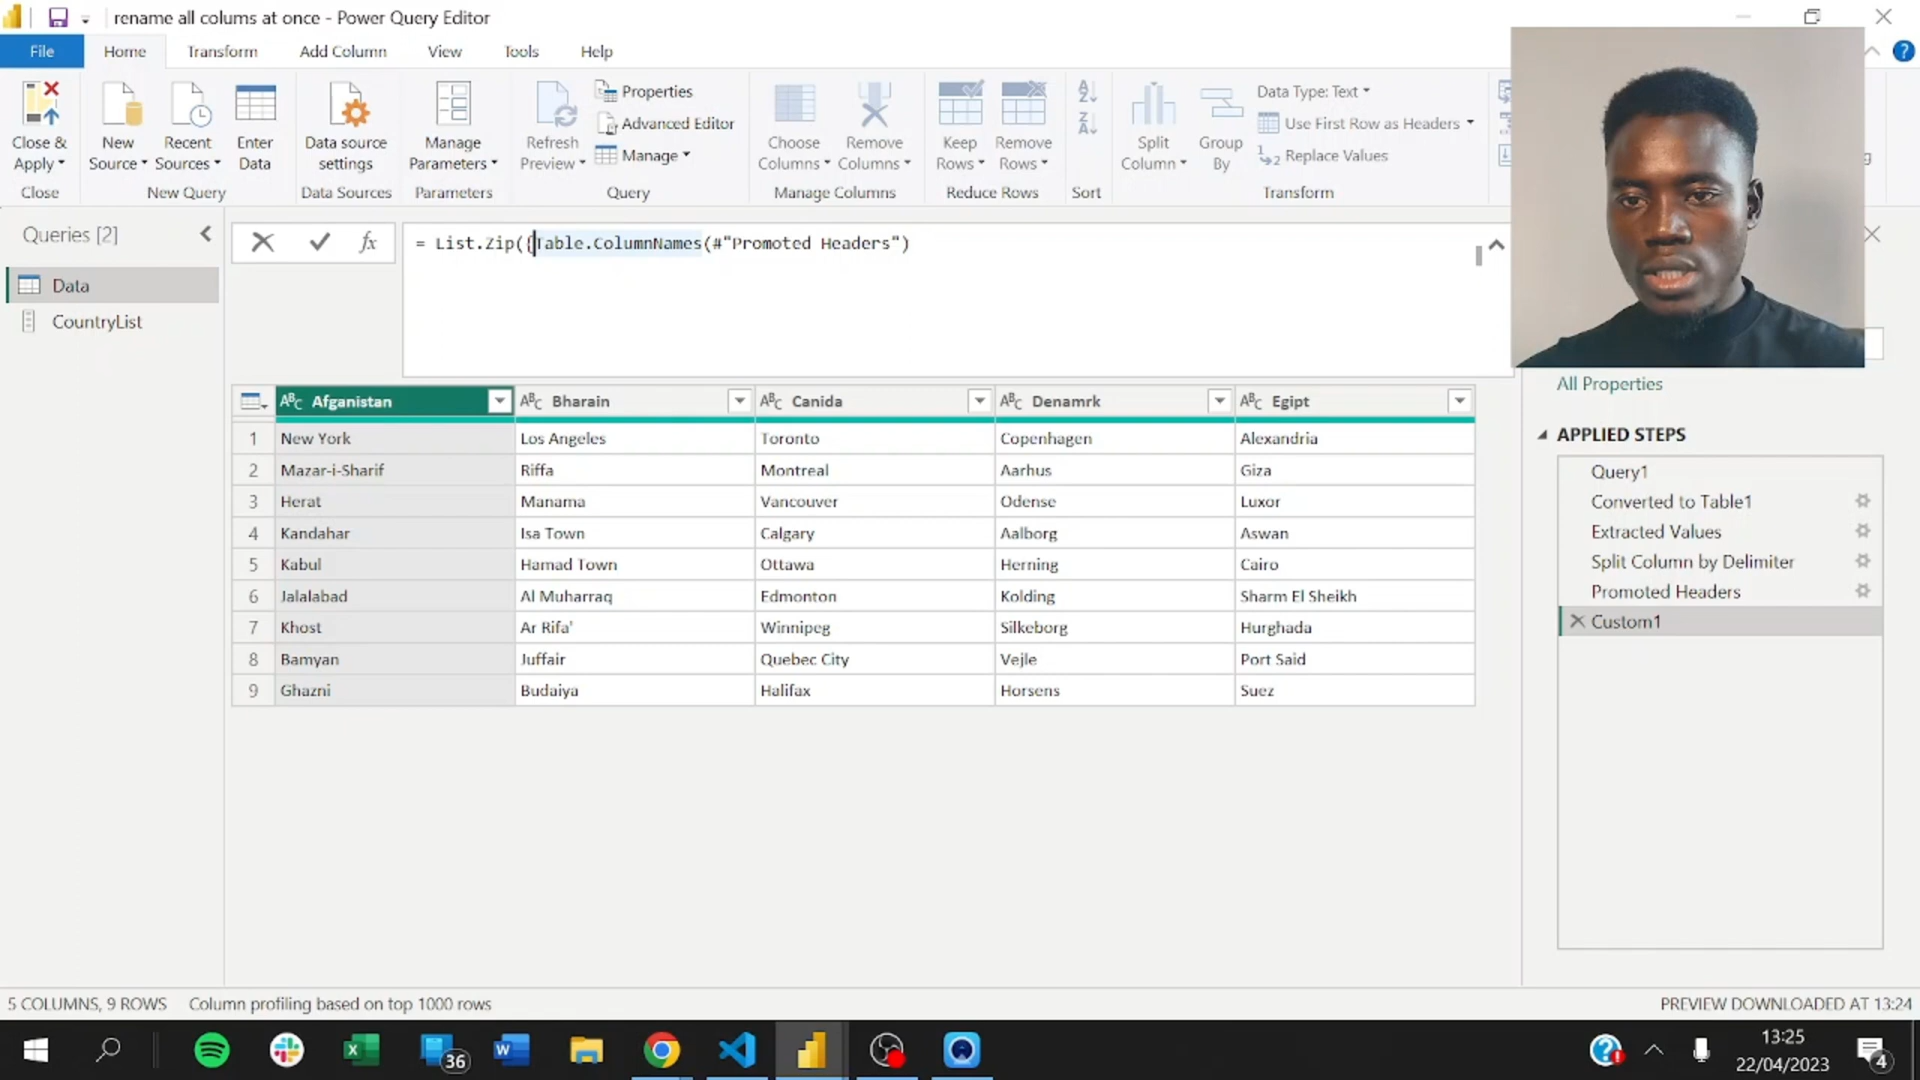 rename all colums at once - Power Query Editor
File Home Transform Add Column View Tools Help
Close & Apply
New Source
Recent Sources
Enter Data
Data source settings
Manage Parameters
Refresh Preview
Properties
Advanced Editor
Manage
Choose Columns
Remove Columns
Keep Rows
Remove Rows
Split Column
Group By
Data Type: Text
Use First Row as Headers
Replace Values
Close New Query Data Sources Parameters Query Manage Columns Reduce Rows Sort Transform
Queries [2]
Data
CountryList
fx
= List.Zip({Table.ColumnNames(#"Promoted Headers")
Afganistan Bharain Canida Denamrk Egipt
1 New York Los Angeles Toronto Copenhagen Alexandria
2 Mazar-i-Sharif Riffa Montreal Aarhus Giza
3 Herat Manama Vancouver Odense Luxor
4 Kandahar Isa Town Calgary Aalborg Aswan
5 Kabul Hamad Town Ottawa Herning Cairo
6 Jalalabad Al Muharraq Edmonton Kolding Sharm El Sheikh
7 Khost Ar Rifa' Winnipeg Silkeborg Hurghada
8 Bamyan Juffair Quebec City Vejle Port Said
9 Ghazni Budaiya Halifax Horsens Suez
All Properties
APPLIED STEPS
Query1
Converted to Table1
Extracted Values
Split Column by Delimiter
Promoted Headers
Custom1
5 COLUMNS, 9 ROWS Column profiling based on top 1000 rows
PREVIEW DOWNLOADED AT 13:24
36
13:25
22/04/2023
4